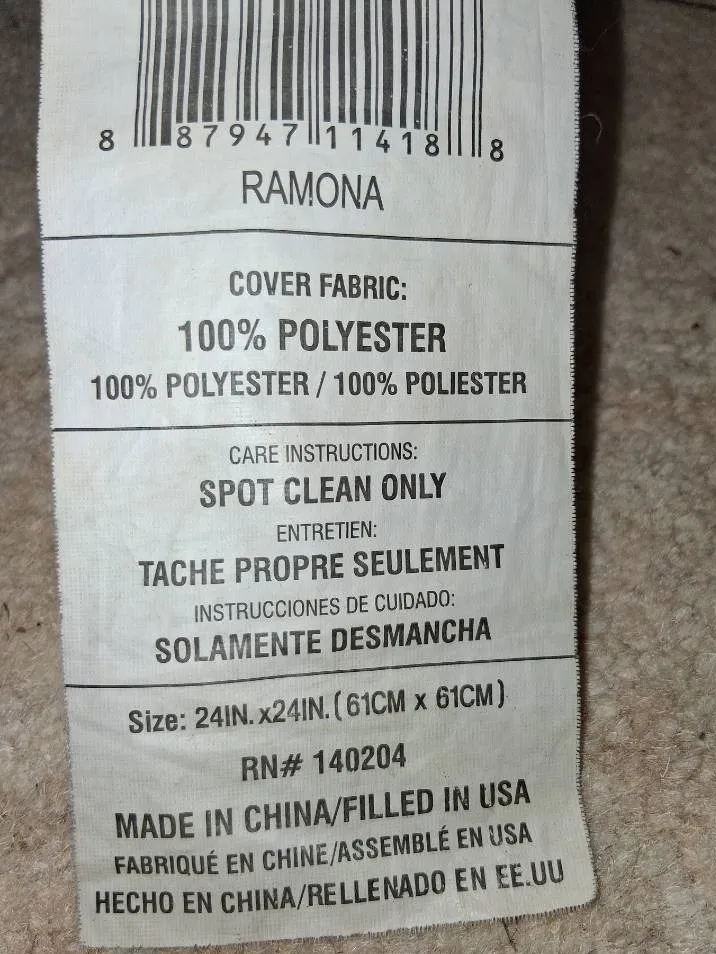 8 87947 11418 8
RAMONA
COVER FABRIC:
100% POLYESTER
100% POLYESTER / 100% POLIESTER
CARE INSTRUCTIONS:
SPOT CLEAN ONLY
ENTRETIEN:
TACHE PROPRE SEULEMENT
INSTRUCCIONES DE CUIDADO:
SOLAMENTE DESMANCHA
Size: 24IN. x24IN. (61CM x 61CM)
RN# 140204
MADE IN CHINA/FILLED IN USA
FABRIQUÉ EN CHINE/ASSEMBLÉ EN USA
HECHO EN CHINA/RELLENADO EN EE.UU